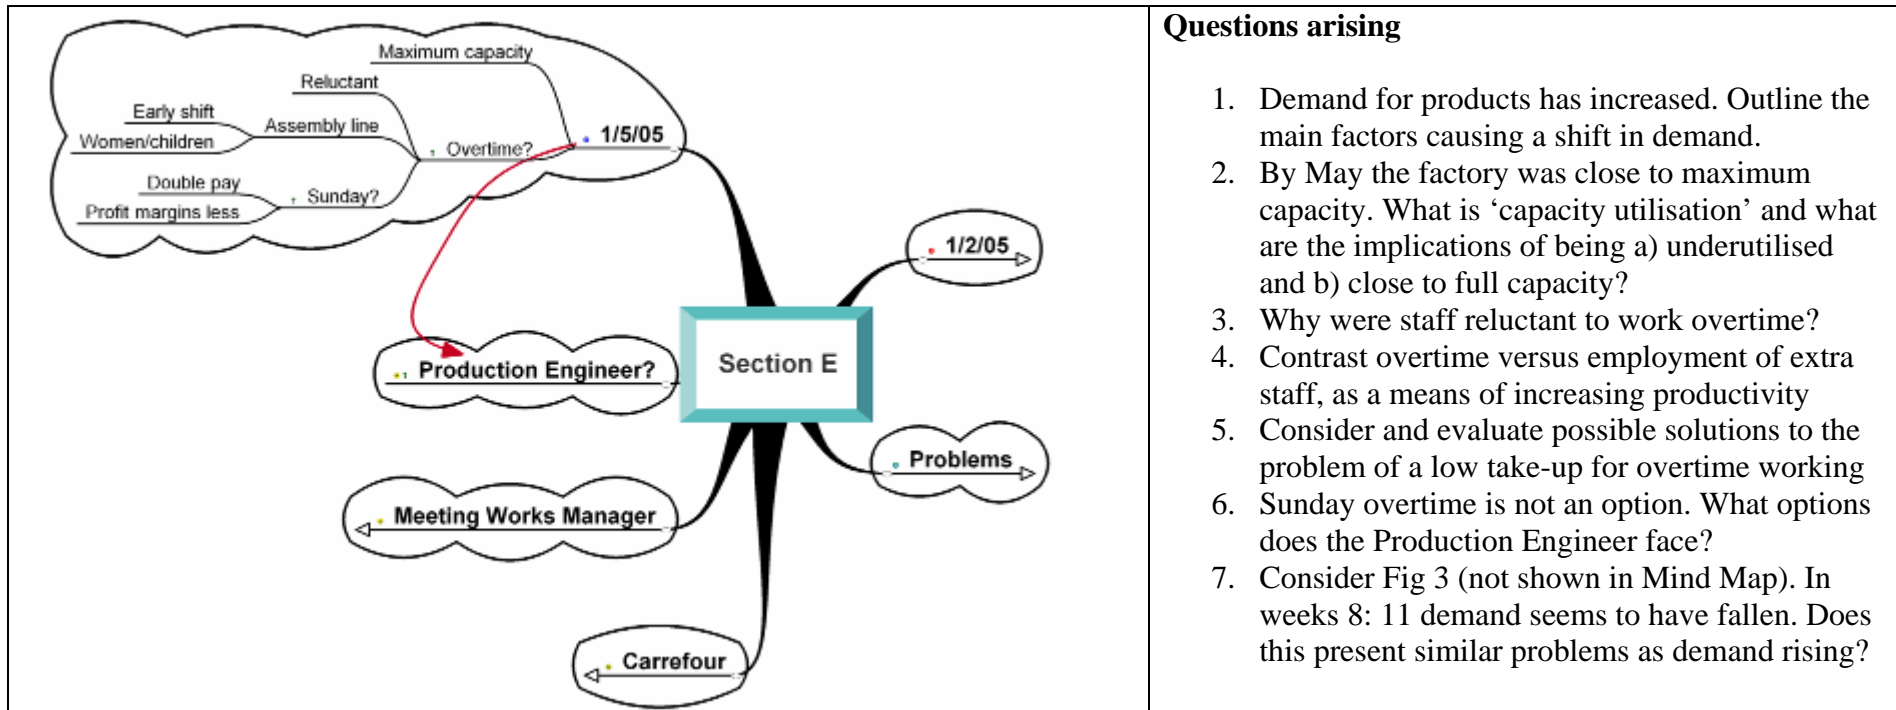 Maximum capacity
Reluctant
Early shift
Assembly line
1/5/05
Women/children
Overtime?
Double pay
Sunday?
Profit margins less
1/2/05
Section E
Production Engineer?
Problems
Meeting Works Manager
Carrefour
Questions arising
1. Demand for products has increased. Outline the
main factors causing a shift in demand.
2. By May the factory was close to maximum
capacity. What is ‘capacity utilisation’ and what
are the implications of being a) underutilised
and b) close to full capacity?
3. Why were staff reluctant to work overtime?
4. Contrast overtime versus employment of extra
staff, as a means of increasing productivity
5. Consider and evaluate possible solutions to the
problem of a low take-up for overtime working
6. Sunday overtime is not an option. What options
does the Production Engineer face?
7. Consider Fig 3 (not shown in Mind Map). In
weeks 8: 11 demand seems to have fallen. Does
this present similar problems as demand rising?